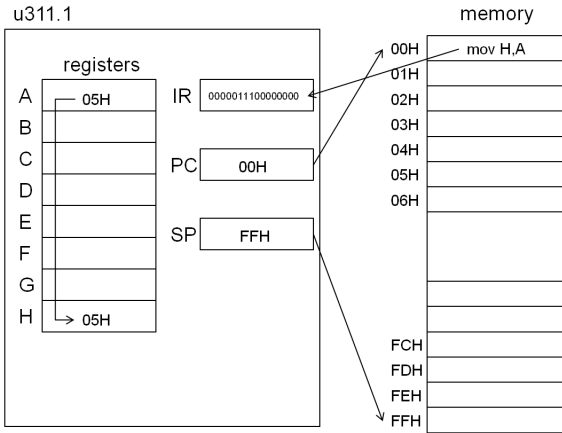 u311.1
memory
registers
A 05H
B
C
D
E
F
G
H 05H
IR 0000011100000000
PC 00H
SP FFH
00H mov H,A
01H
02H
03H
04H
05H
06H
FCH
FDH
FEH
FFH